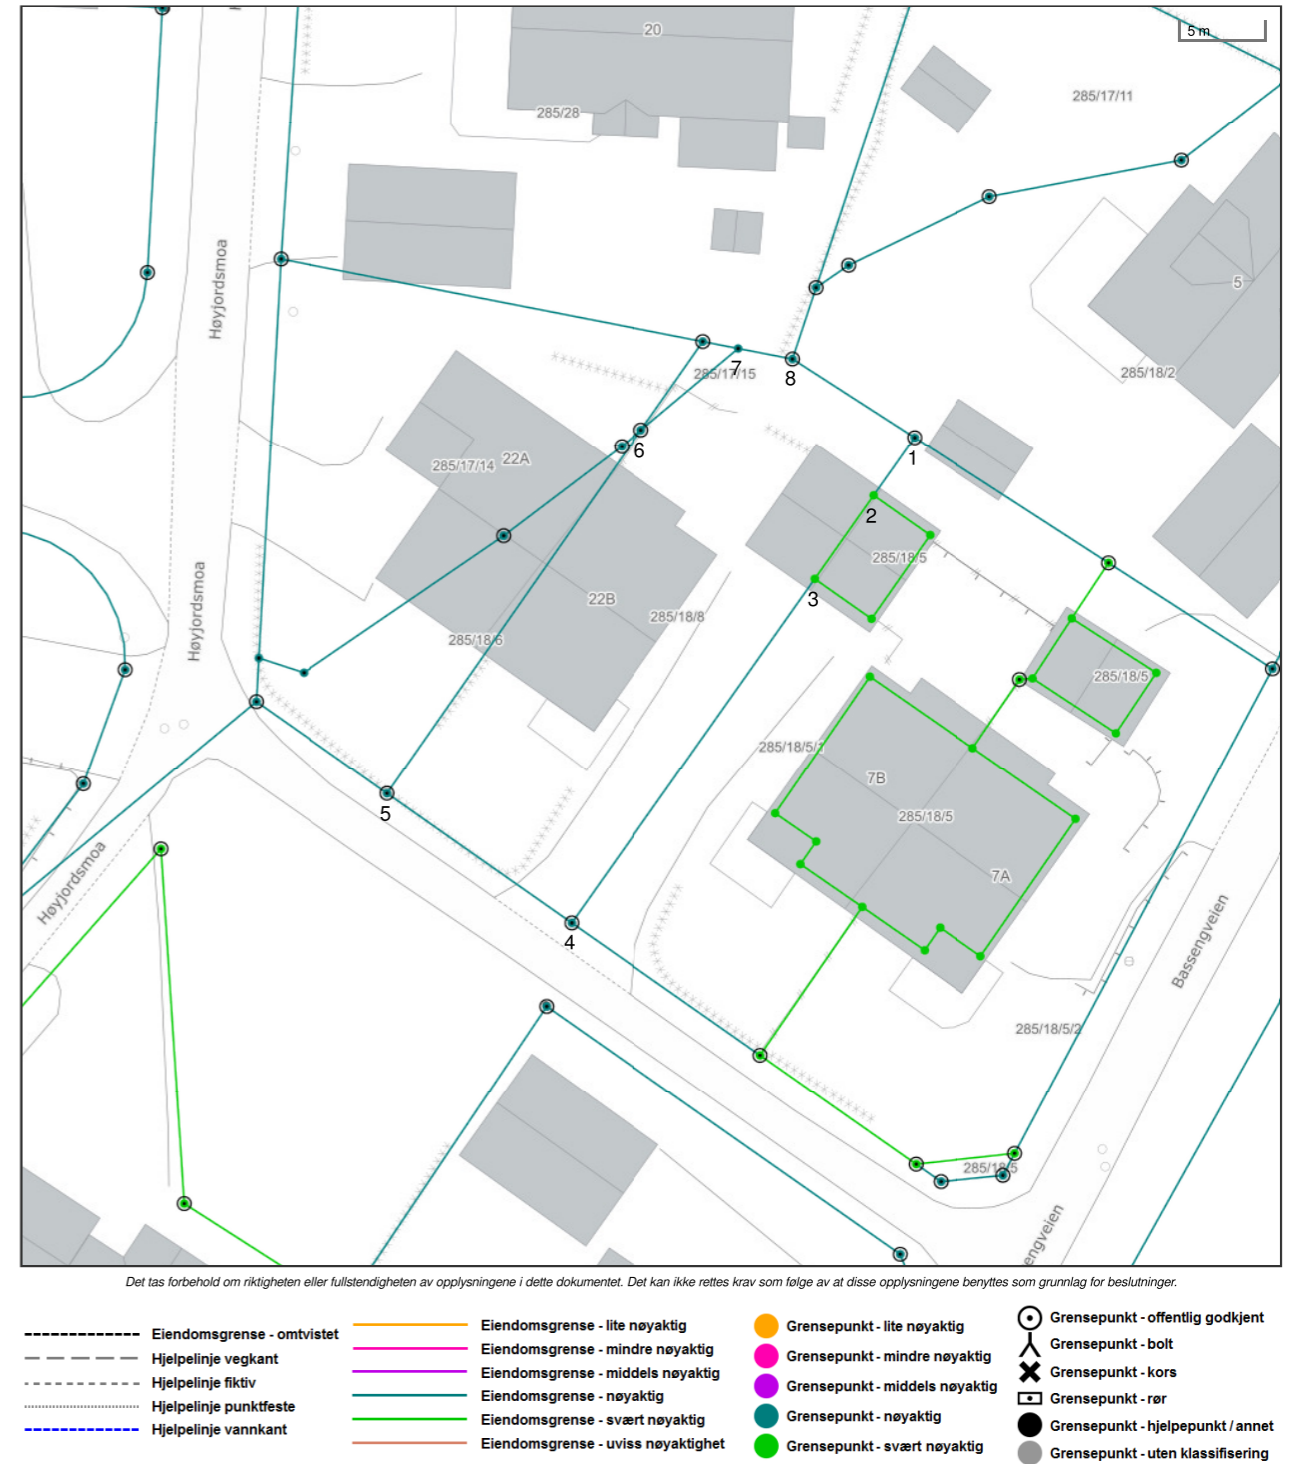 20
5 m
285/17/11
285/28
Høyjordsmoa
5
7
8
285/17/15
285/18/2
1
6
22A
285/17/14
2
285/18/5
3
22B
285/18/8
Høyjordsmoa
285/18/6
285/18/5
285/18/5/1
7B
5
285/18/5
7A
Høyjordsmoa
4
Bassengveien
285/18/5/2
285/18/5
engveien
Det tas forbehold om riktigheten eller fullstendigheten av opplysningene i dette dokumentet. Det kan ikke rettes krav som følge av at disse opplysningene benyttes som grunnlag for beslutninger.
Eiendomsgrense - omtvistet
Hjelpelinje vegkant
Hjelpelinje fiktiv
Hjelpelinje punktfeste
Hjelpelinje vannkant
Eiendomsgrense - lite nøyaktig
Eiendomsgrense - mindre nøyaktig
Eiendomsgrense - middels nøyaktig
Eiendomsgrense - nøyaktig
Eiendomsgrense - svært nøyaktig
Eiendomsgrense - uviss nøyaktighet
Grensepunkt - lite nøyaktig
Grensepunkt - mindre nøyaktig
Grensepunkt - middels nøyaktig
Grensepunkt - nøyaktig
Grensepunkt - svært nøyaktig
Grensepunkt - offentlig godkjent
Grensepunkt - bolt
Grensepunkt - kors
Grensepunkt - rør
Grensepunkt - hjelpepunkt / annet
Grensepunkt - uten klassifisering